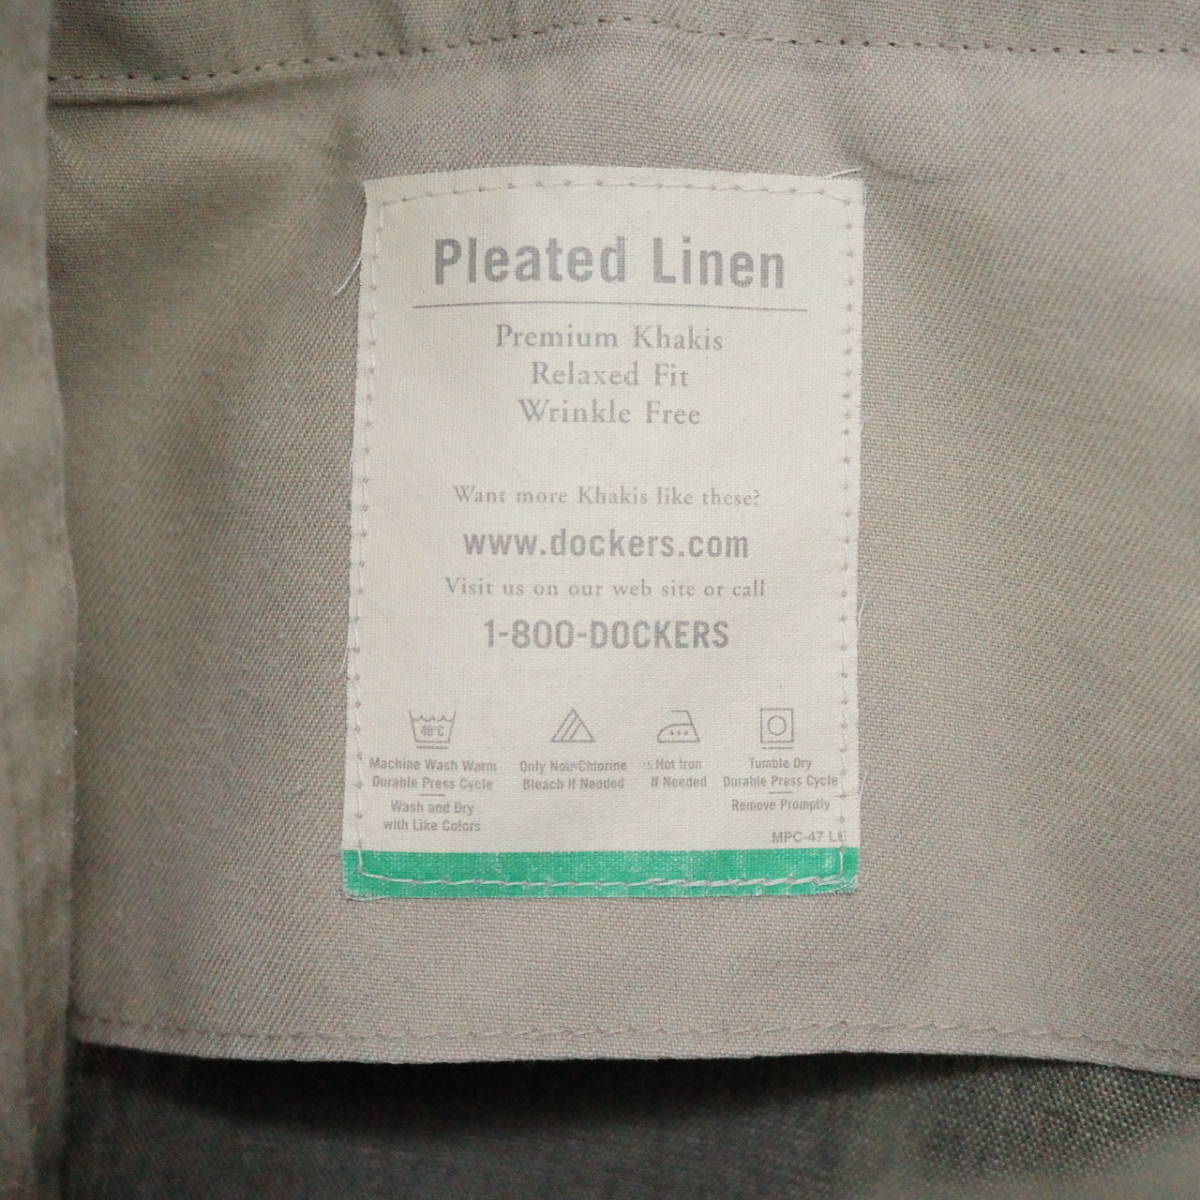 Pleated Linen
Premium Khakis
Relaxed Fit
Wrinkle Free
Want more Khakis like these?
www.dockers.com
Visit us on our web site or call
1-800-DOCKERS
40°C
Machine Wash Warm
Durable Press Cycle
Wash and Dry
with Like Colors
Only Non-Chlorine
Bleach If Needed
Hot Iron
If Needed
Tumble Dry
Durable Press Cycle
Remove Promptly
MPC-47